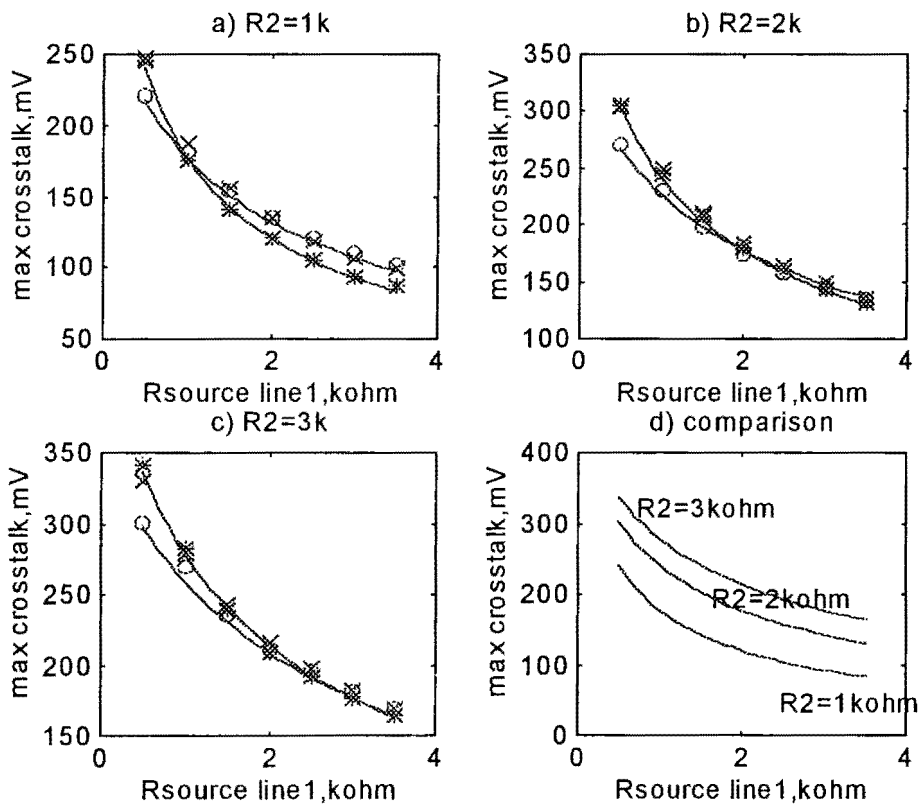 a) R2=1k
max crosstalk,mV
250
200
150
100
50
0
2
4
Rsource line1,kohm
b) R2=2k
max crosstalk,mV
350
300
250
200
150
100
0
2
4
Rsource line1,kohm
c) R2=3k
max crosstalk,mV
350
300
250
200
150
0
2
4
Rsource line1,kohm
d) comparison
max crosstalk,mV
400
300
200
100
0
R2=3kohm
R2=2kohm
R2=1kohm
0
2
4
Rsource line1,kohm